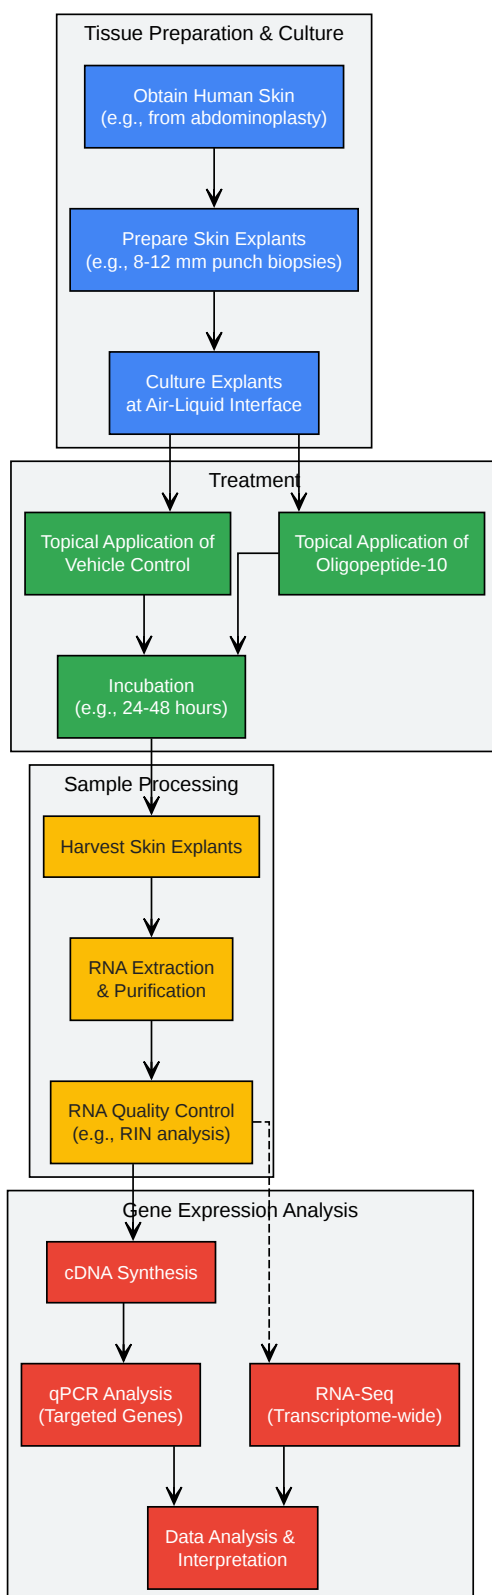 Tissue Preparation & Culture
Obtain Human Skin
(e.g., from abdominoplasty)
Prepare Skin Explants
(e.g., 8-12 mm punch biopsies)
Culture Explants
at Air-Liquid Interface
Treatment
Topical Application of
Vehicle Control
Topical Application of
Oligopeptide-10
Incubation
(e.g., 24-48 hours)
Sample Processing
Harvest Skin Explants
RNA Extraction
& Purification
RNA Quality Control
(e.g., RIN analysis)
Gene Expression Analysis
cDNA Synthesis
qPCR Analysis
(Targeted Genes)
RNA-Seq
(Transcriptome-wide)
Data Analysis &
Interpretation